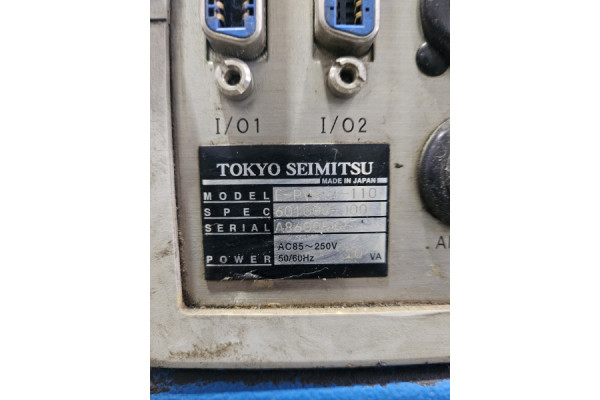 I/O1 I/O2
TOKYO SEIMITSU
MADE IN JAPAN
MODEL
SPEC
SERIAL
AC85~250V
POWER 50/60Hz VA